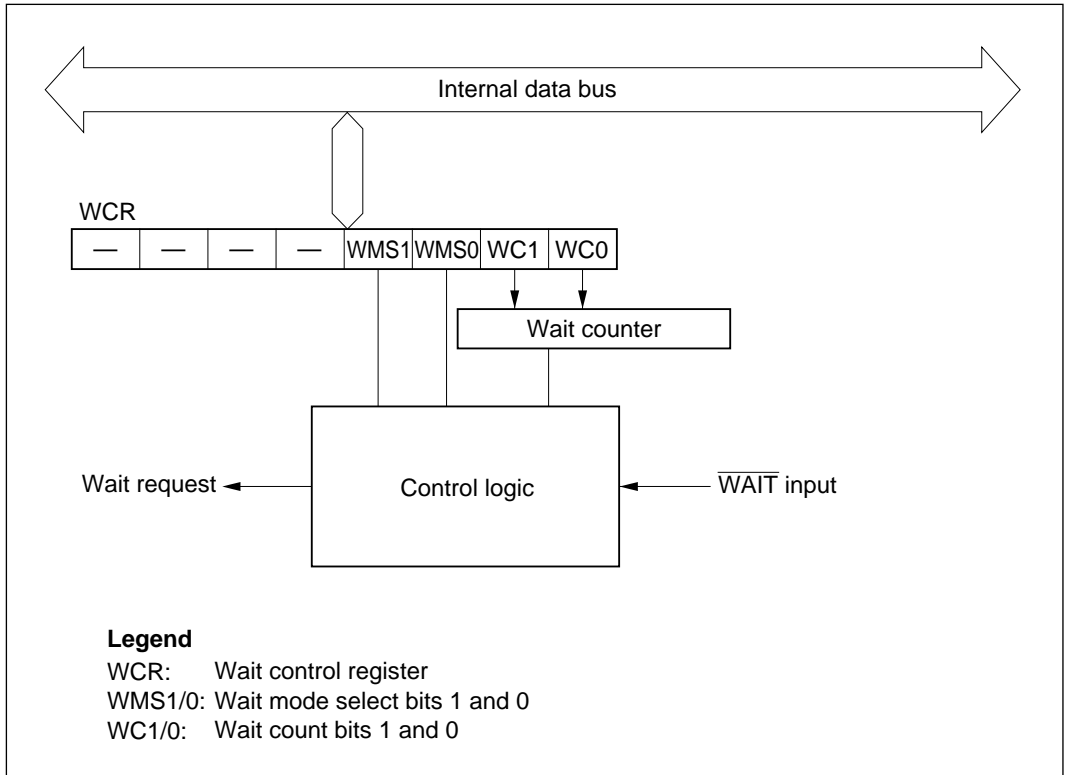 Internal data bus
WCR
— — — — WMS1 WMS0 WC1 WC0
Wait counter
Wait request Control logic W̅A̅I̅T̅ input
Legend
WCR: Wait control register
WMS1/0: Wait mode select bits 1 and 0
WC1/0: Wait count bits 1 and 0